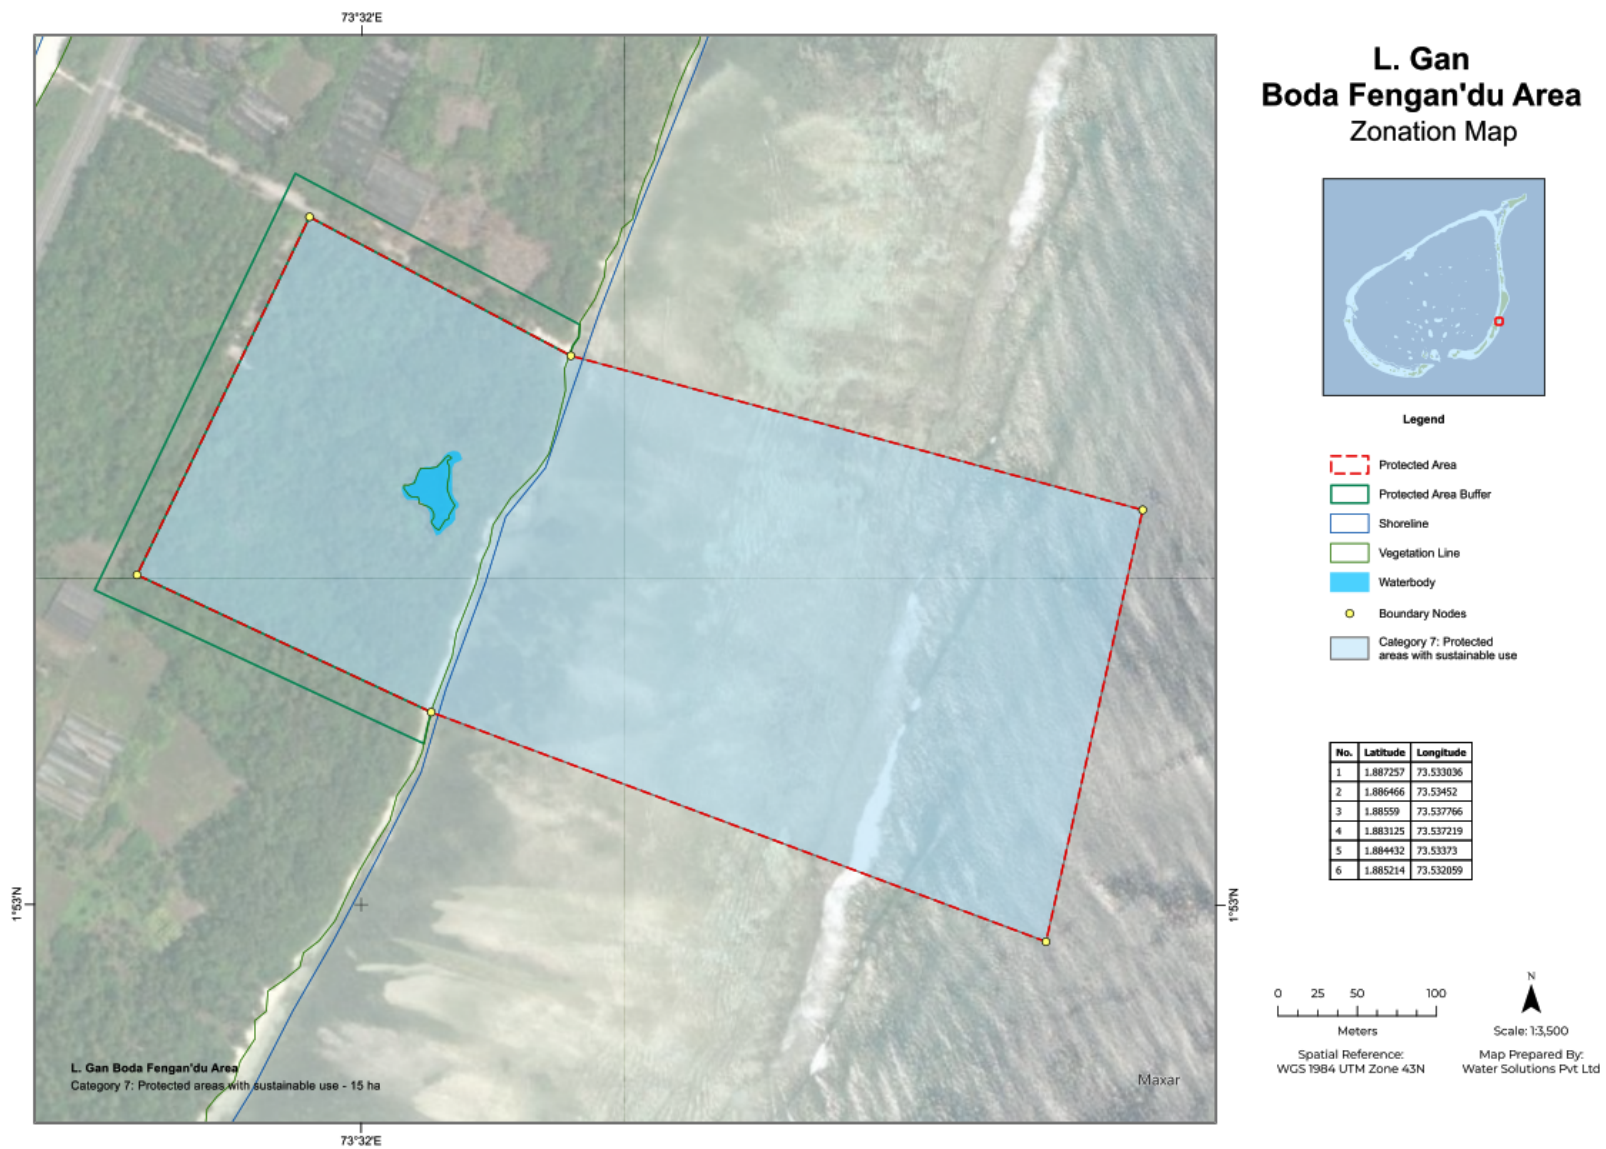 73°32'E
L. Gan
Boda Fengan'du Area
Zonation Map
Legend
Protected Area
Protected Area Buffer
Shoreline
Vegetation Line
Waterbody
Boundary Nodes
Category 7: Protected
areas with sustainable use
No. Latitude Longitude
1 1.887257 73.533036
2 1.886466 73.53452
3 1.88559 73.537766
4 1.883125 73.537219
5 1.884432 73.53373
6 1.885214 73.532059
1°53'N
1°53'N
N
0 25 50 100
Meters
Scale: 1:3,500
Spatial Reference:
WGS 1984 UTM Zone 43N
Map Prepared By:
Water Solutions Pvt Ltd
L. Gan Boda Fengan'du Area
Category 7: Protected areas with sustainable use - 15 ha
Maxar
73°32'E